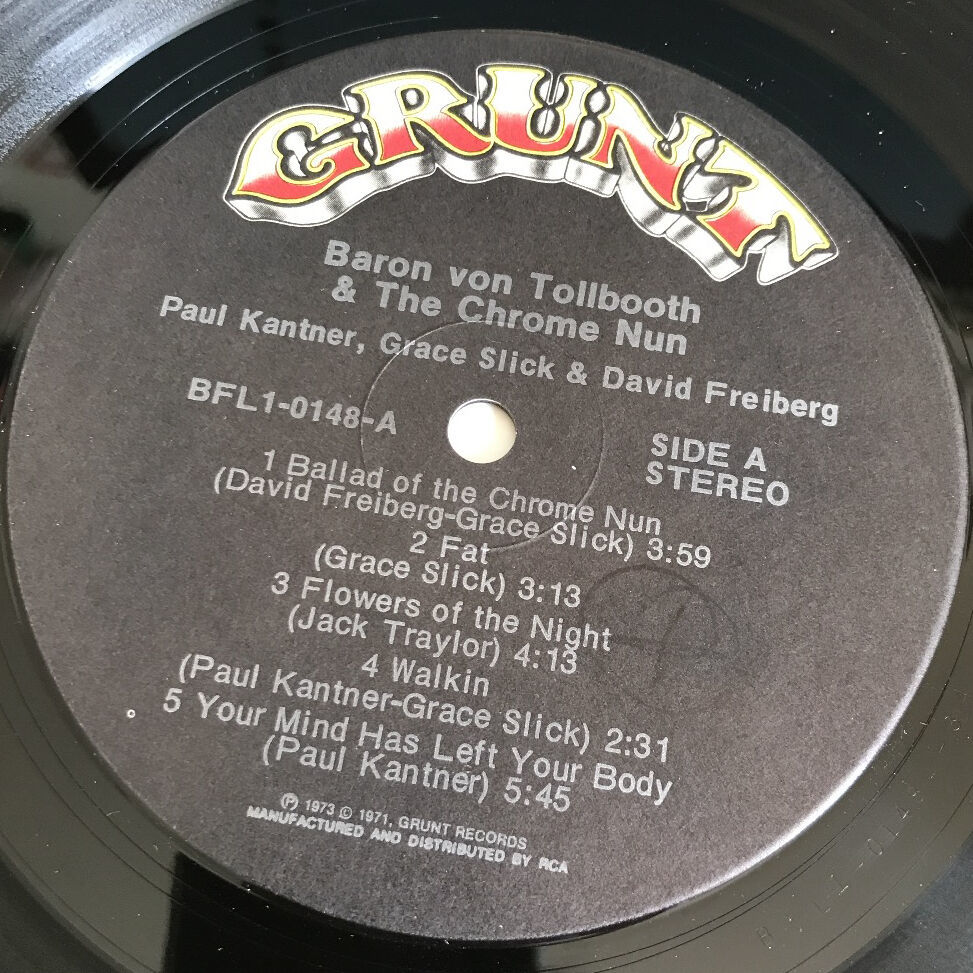 GRUNT
Baron von Tollbooth
& The Chrome Nun
Paul Kantner, Grace Slick & David Freiberg
BFL1-0148-A
SIDE A
STEREO
1 Ballad of the Chrome Nun
(David Freiberg-Grace Slick) 3:59
2 Fat
(Grace Slick) 3:13
3 Flowers of the Night
(Jack Traylor) 4:13
4 Walkin
(Paul Kantner-Grace Slick) 2:31
5 Your Mind Has Left Your Body
(Paul Kantner) 5:45
℗ 1973 © 1971, GRUNT RECORDS
MANUFACTURED AND DISTRIBUTED BY RCA